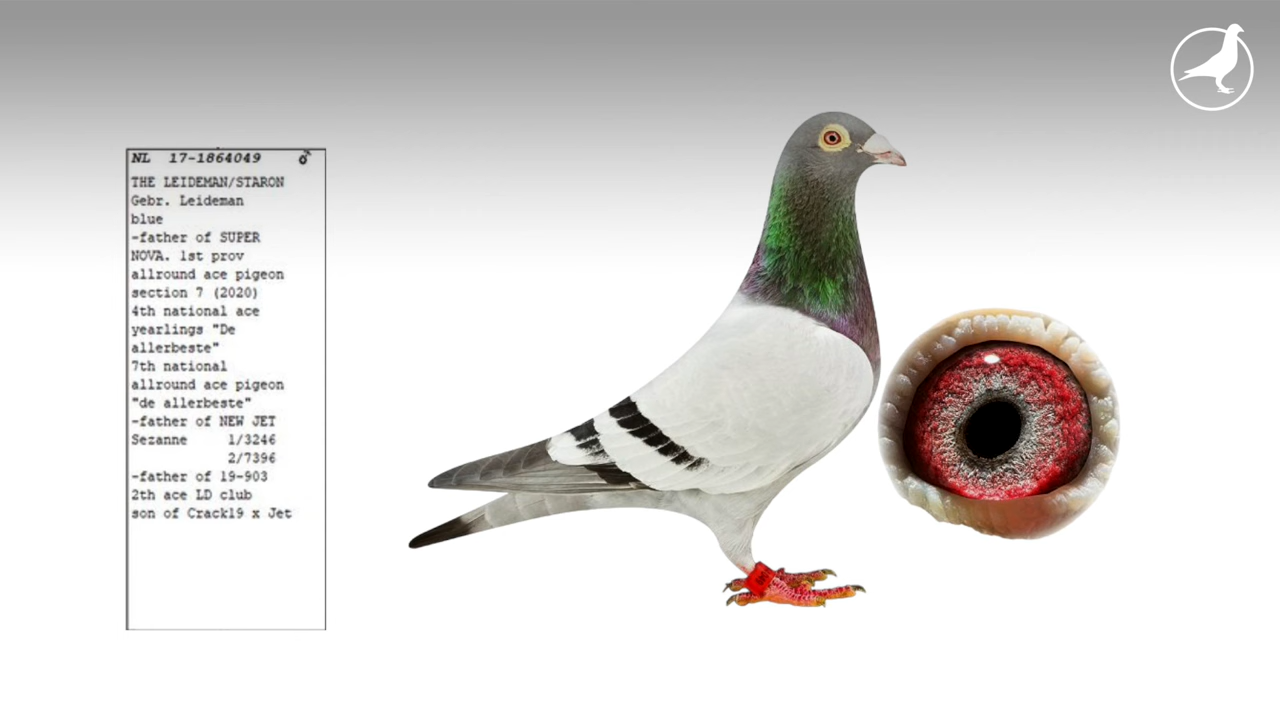 NL 17-1864049 ♂
THE LEIDEMAN/STARON
Gebr. Leideman
blue
-father of SUPER
NOVA. 1st prov
allround ace pigeon
section 7 (2020)
4th national ace
yearlings "De
allerbeste"
7th national
allround ace pigeon
"de allerbeste"
-father of NEW JET
Sezanne 1/3246
2/7396
-father of 19-903
2th ace LD club
son of Crack19 x Jet